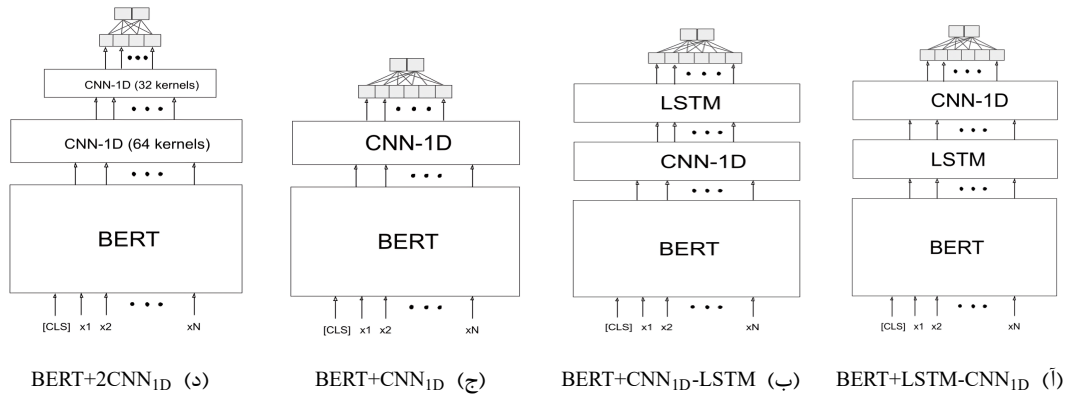 CNN-1D (32 kernels)
CNN-1D (64 kernels)
BERT
[CLS] x1 x2 xN
BERT+2CNN1D (د)
CNN-1D
BERT
[CLS] x1 x2 xN
BERT+CNN1D (ج)
LSTM
CNN-1D
BERT
[CLS] x1 x2 xN
BERT+CNN1D-LSTM (ب)
CNN-1D
LSTM
BERT
[CLS] x1 x2 xN
BERT+LSTM-CNN1D (آ)